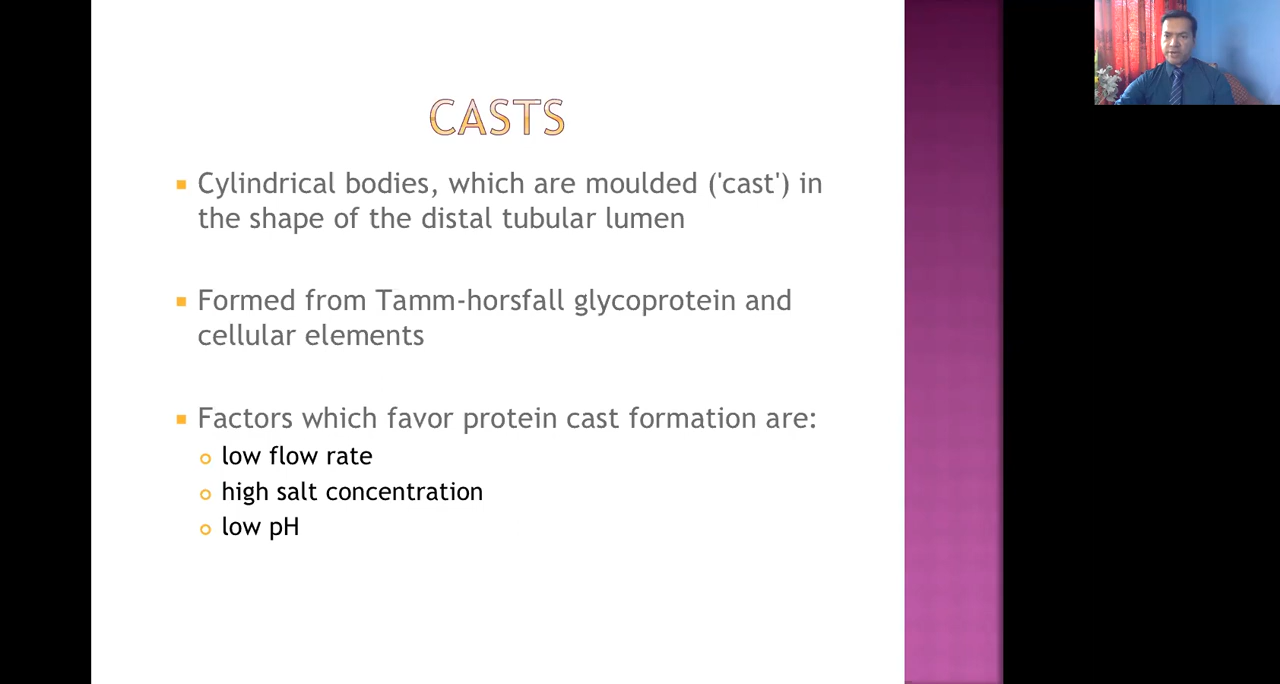 CASTS
Cylindrical bodies, which are moulded ('cast') in
the shape of the distal tubular lumen
Formed from Tamm-horsfall glycoprotein and
cellular elements
Factors which favor protein cast formation are:
low flow rate
high salt concentration
low pH